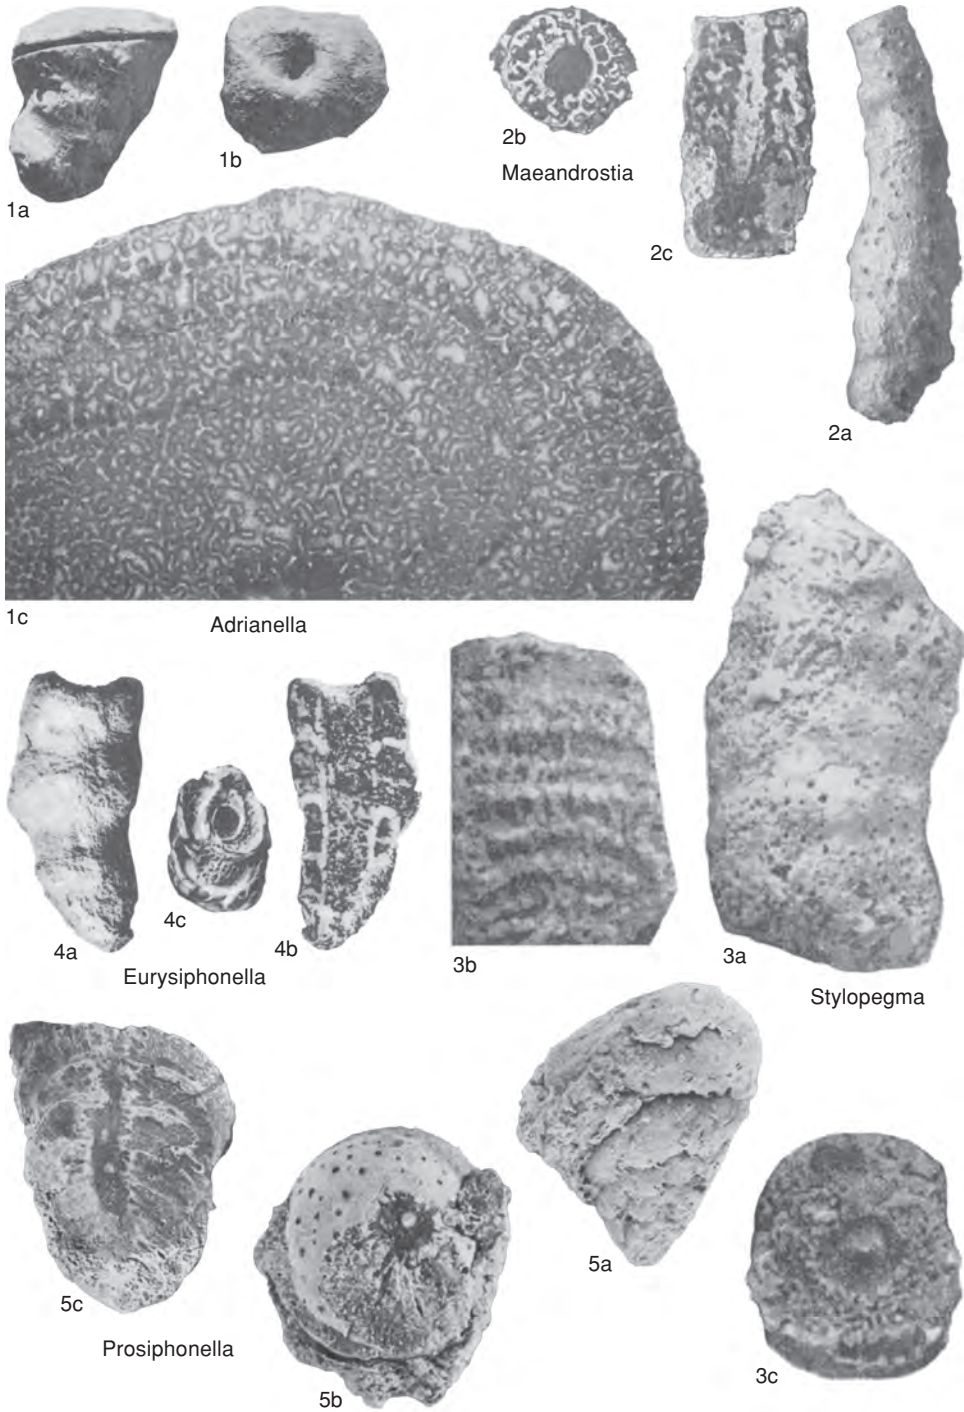 1a
1b
2b
Maeandrostia
2c
2a
1c
Adrianella
4a
4c
4b
Eurysiphonella
3b
3a
Stylopegma
5c
Prosiphonella
5b
5a
3c